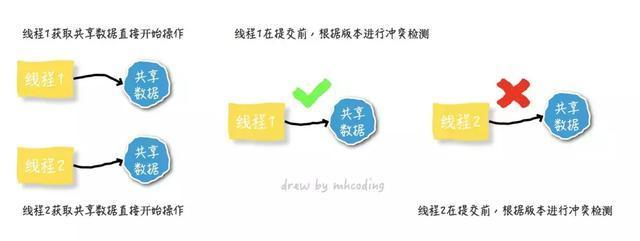 线程1获取共享数据直接开始操作
线程1
共享
数据
线程2
共享
数据
线程2获取共享数据直接开始操作
线程1在提交前，根据版本进行冲突检测
线程1
共享
数据
线程2
共享
数据
线程2在提交前，根据版本进行冲突检测
drew by mhcoding